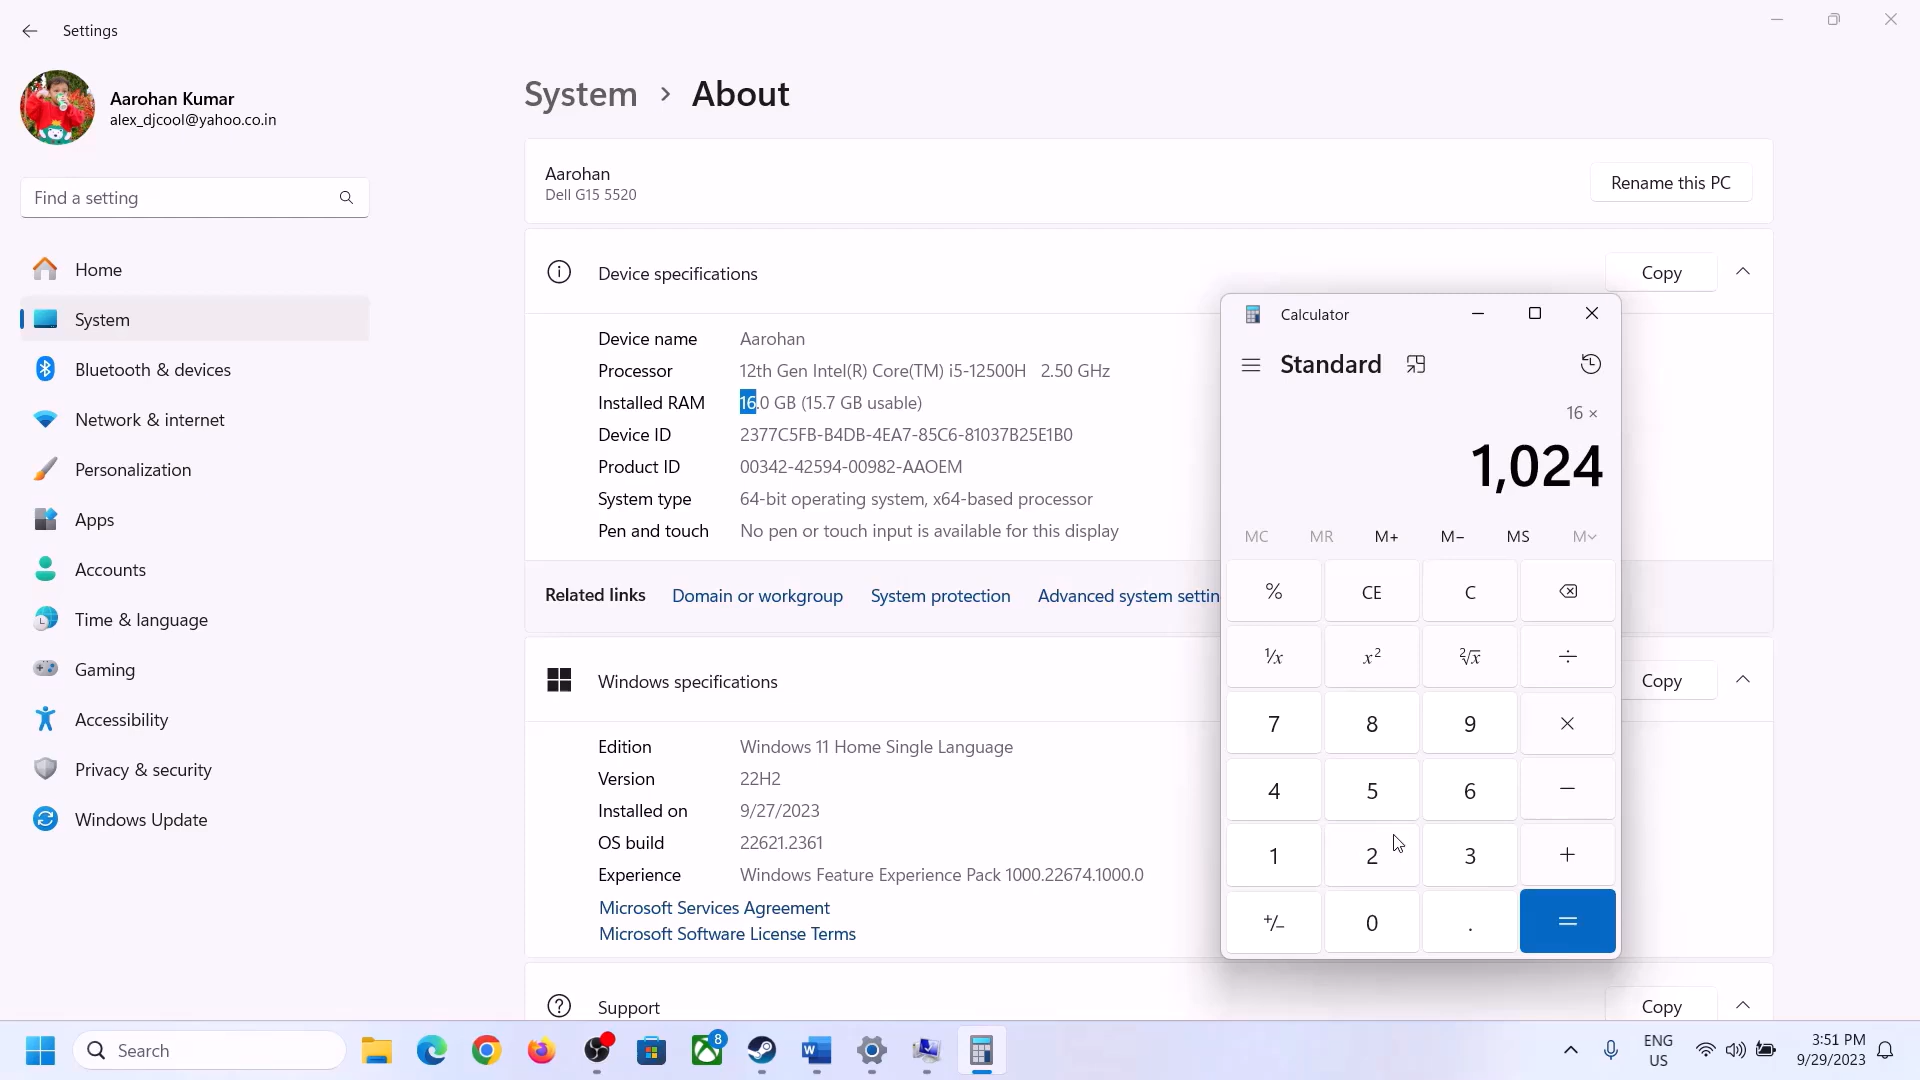 Settings
Aarohan Kumar
alex_djcool@yahoo.co.in
Find a setting
Home
System
Bluetooth & devices
Network & internet
Personalization
Apps
Accounts
Time & language
Gaming
Accessibility
Privacy & security
Windows Update
System > About
Aarohan
Dell G15 5520
Rename this PC
Device specifications
Copy
Device name Aarohan
Processor 12th Gen Intel(R) Core(TM) i5-12500H 2.50 GHz
Installed RAM 16.0 GB (15.7 GB usable)
Device ID 2377C5FB-B4DB-4EA7-85C6-81037B25E1B0
Product ID 00342-42594-00982-AAOEM
System type 64-bit operating system, x64-based processor
Pen and touch No pen or touch input is available for this display
Related links Domain or workgroup System protection Advanced system settin
Windows specifications
Copy
Edition Windows 11 Home Single Language
Version 22H2
Installed on 9/27/2023
OS build 22621.2361
Experience Windows Feature Experience Pack 1000.22674.1000.0
Microsoft Services Agreement
Microsoft Software License Terms
Support
Copy
Calculator
Standard
16 ×
1,024
MC MR M+ M− MS M
% CE C
¹/x x² ²√x ÷
7 8 9 ×
4 5 6 −
1 2 3 +
+/− 0 . =
Search
8
W
ENG
US
3:51 PM
9/29/2023